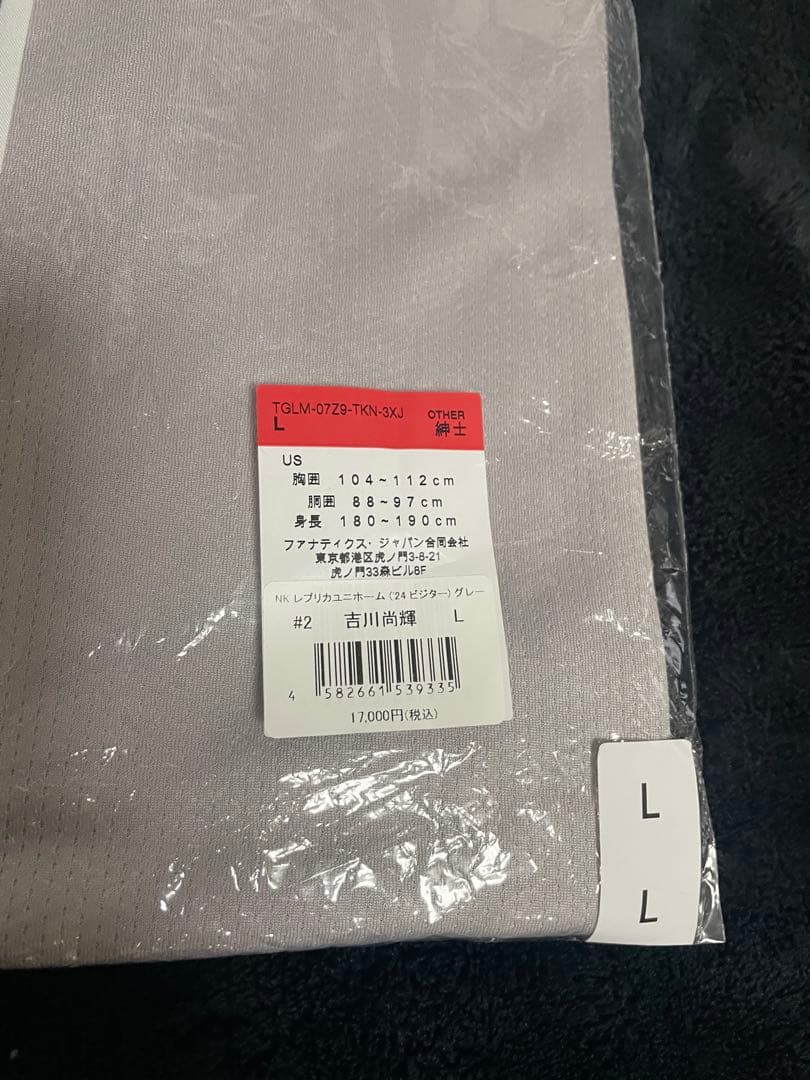 TGLM-07Z9-TKN-3XJ OTHER
L 紳士
US
胸囲 104~112cm
胴囲 88~97cm
身長 180~190cm
ファナティクス・ジャパン合同会社
東京都港区虎ノ門3-8-21
虎ノ門33森ビル8F
NK レプリカユニホーム ('24 ビジター) グレー
#2 吉川尚輝 L
4 582661 539335
17,000円(税込)
L
L